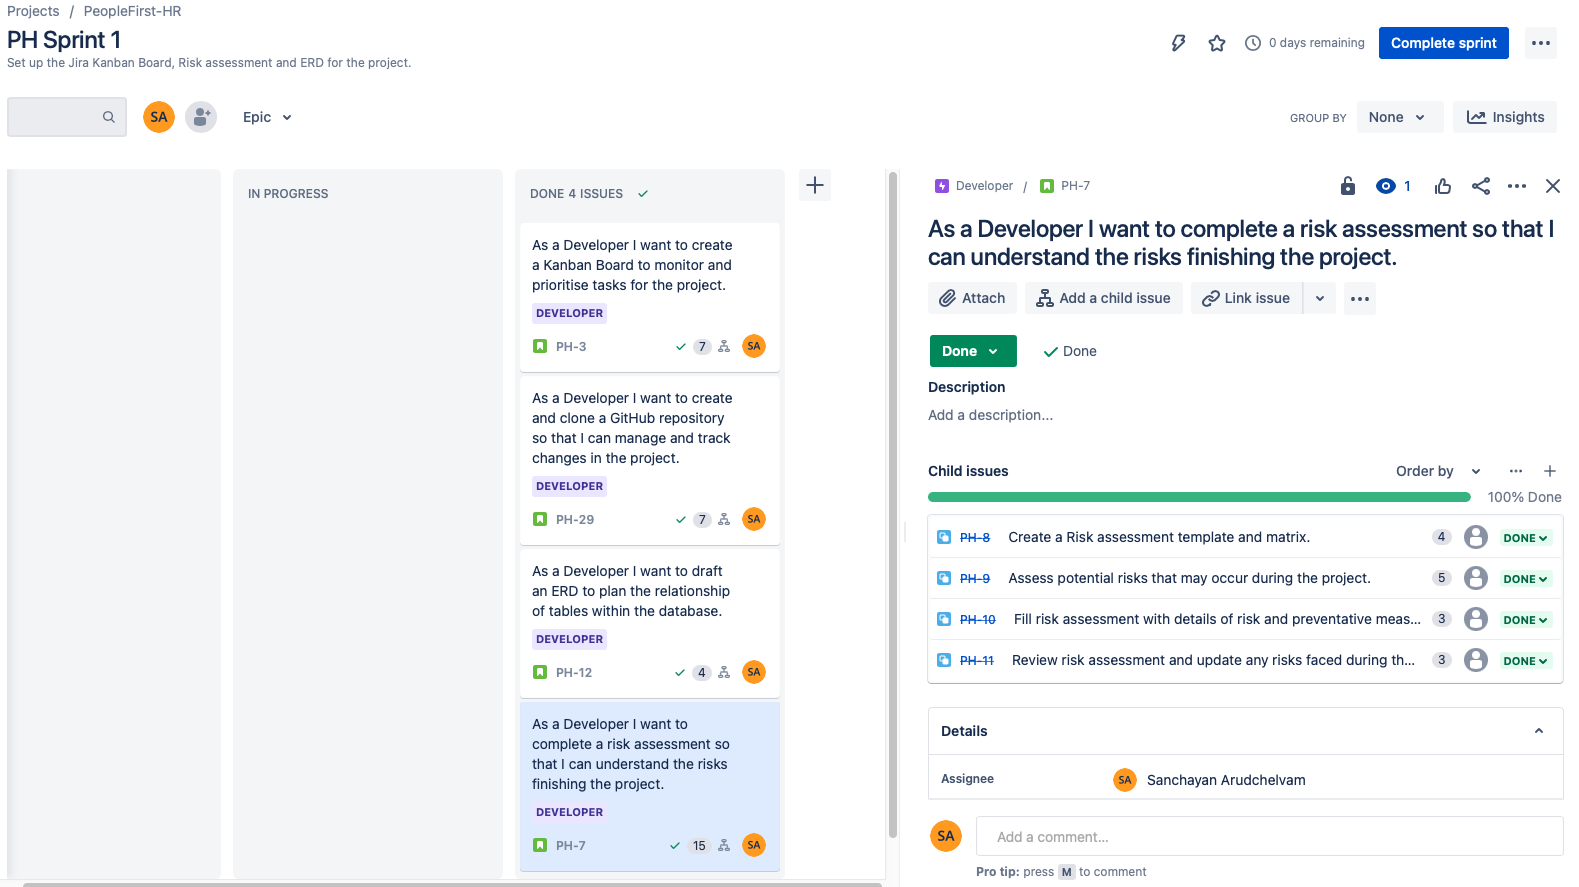 Projects / PeopleFirst-HR
PH Sprint 1
Set up the Jira Kanban Board, Risk assessment and ERD for the project.
0 days remaining
Complete sprint
SA
Epic
GROUP BY
None
Insights
IN PROGRESS
DONE 4 ISSUES
As a Developer I want to create
a Kanban Board to monitor and
prioritise tasks for the project.
DEVELOPER
PH-3
7
SA
As a Developer I want to create
and clone a GitHub repository
so that I can manage and track
changes in the project.
DEVELOPER
PH-29
7
SA
As a Developer I want to draft
an ERD to plan the relationship
of tables within the database.
DEVELOPER
PH-12
4
SA
As a Developer I want to
complete a risk assessment so
that I can understand the risks
finishing the project.
DEVELOPER
PH-7
15
SA
Developer / PH-7
1
As a Developer I want to complete a risk assessment so that I
can understand the risks finishing the project.
Attach
Add a child issue
Link issue
Done
Done
Description
Add a description...
Child issues
Order by
100% Done
PH-8 Create a Risk assessment template and matrix. 4 DONE
PH-9 Assess potential risks that may occur during the project. 5 DONE
PH-10 Fill risk assessment with details of risk and preventative meas... 3 DONE
PH-11 Review risk assessment and update any risks faced during th... 3 DONE
Details
Assignee
SA
Sanchayan Arudchelvam
SA
Add a comment...
Pro tip: press M to comment